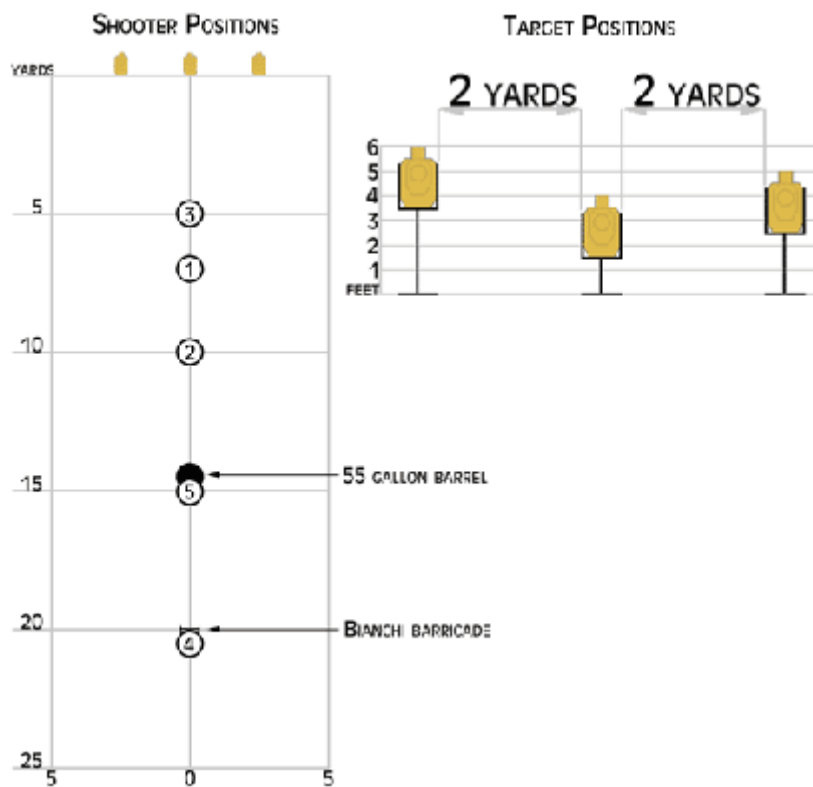 SHOOTER POSITIONS
YARDS
5
3
1
10
2
55 GALLON BARREL
15
5
20
BIANCHI BARRICADE
4
25
5 0 5
TARGET POSITIONS
2 YARDS 2 YARDS
6
5
4
3
2
1
FEET